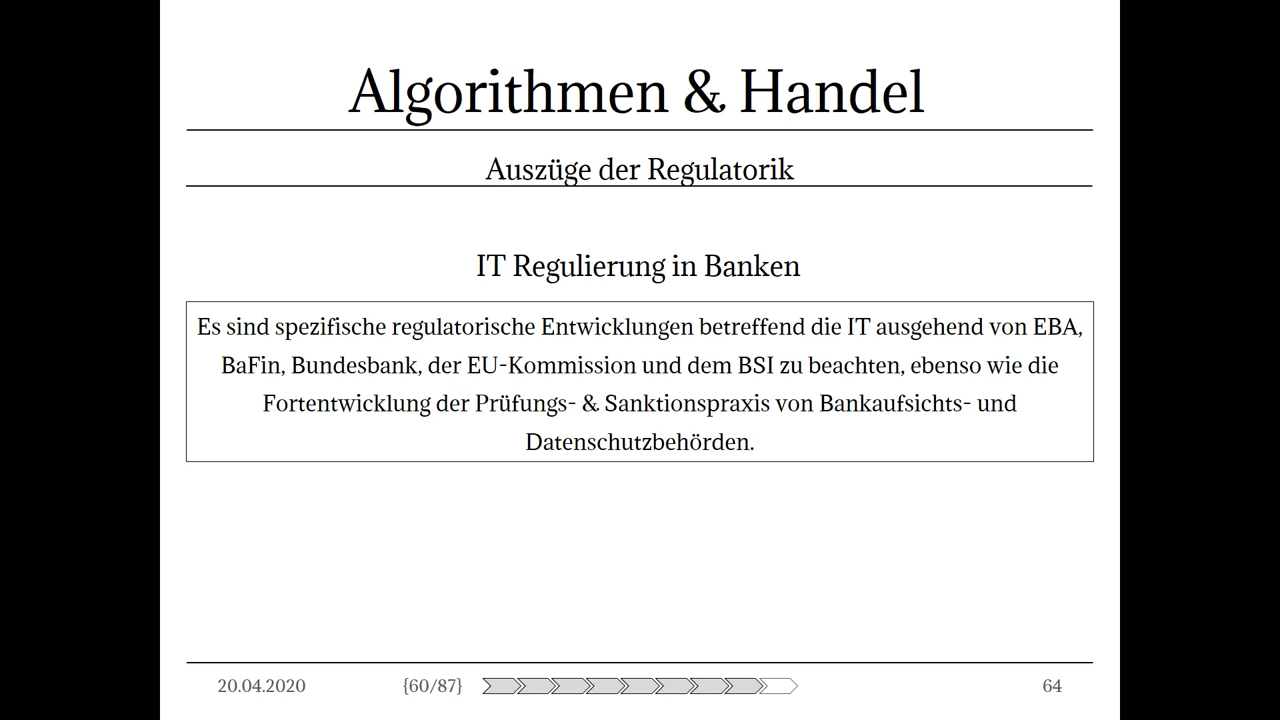 Algorithmen & Handel
Auszüge der Regulatorik
IT Regulierung in Banken
Es sind spezifische regulatorische Entwicklungen betreffend die IT ausgehend von EBA,
BaFin, Bundesbank, der EU-Kommission und dem BSI zu beachten, ebenso wie die
Fortentwicklung der Prüfungs- & Sanktionspraxis von Bankaufsichts- und
Datenschutzbehörden.
20.04.2020 {60/87} 64